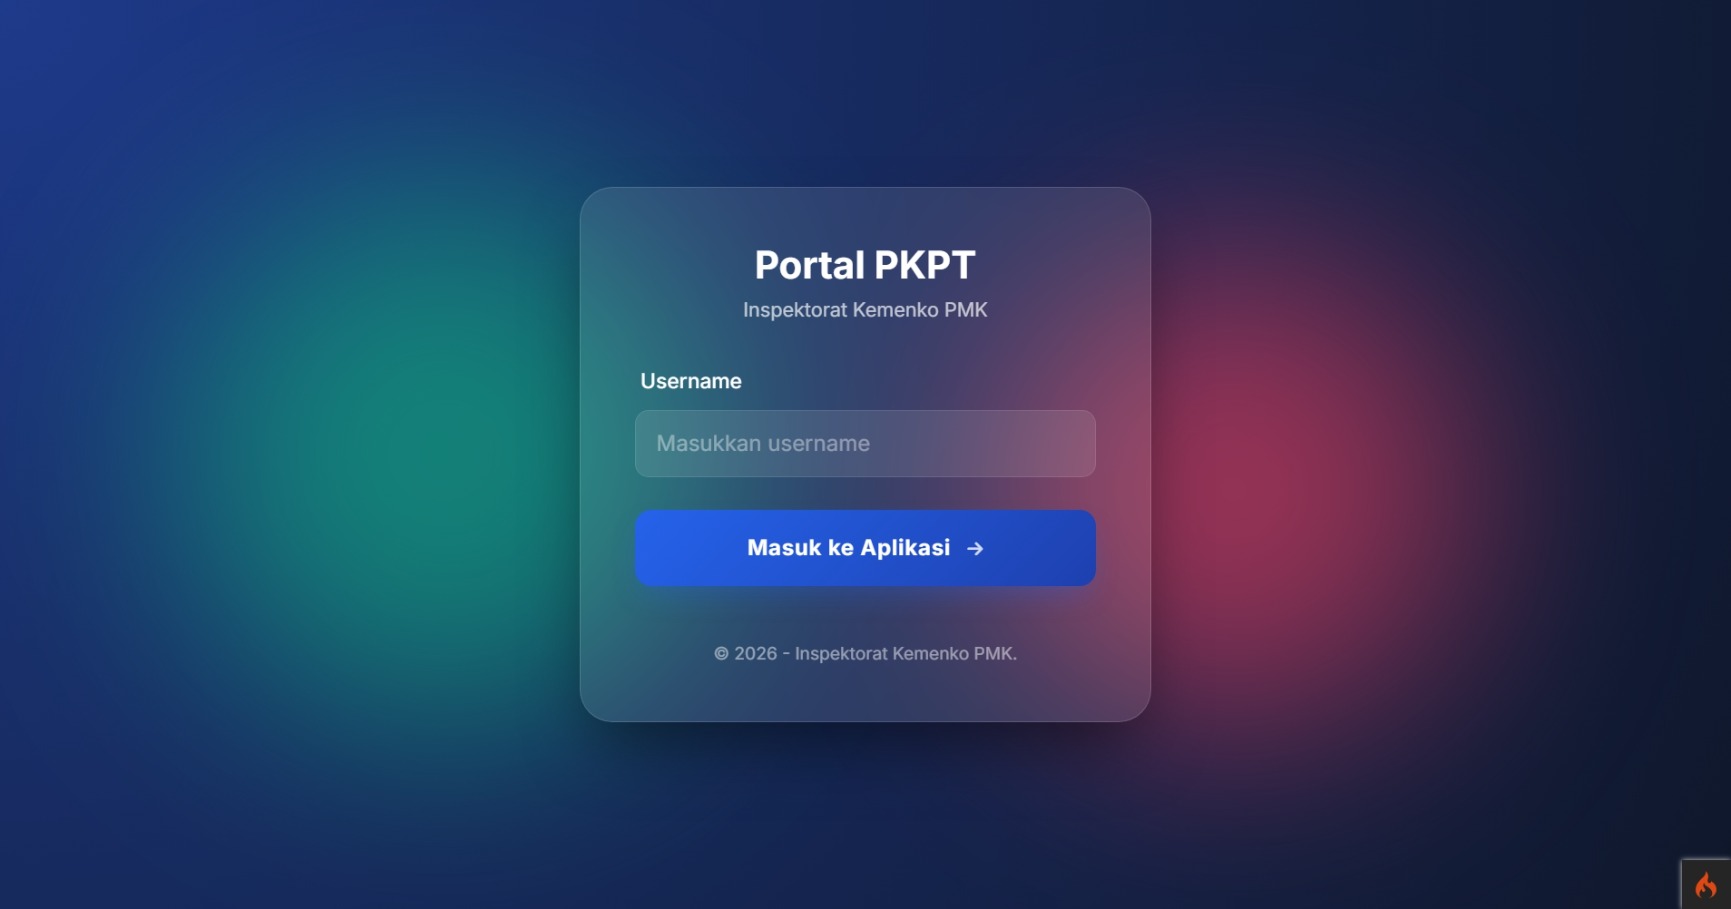 Portal PKPT
Inspektorat Kemenko PMK
Username
Masukkan username
Masuk ke Aplikasi →
© 2026 - Inspektorat Kemenko PMK.